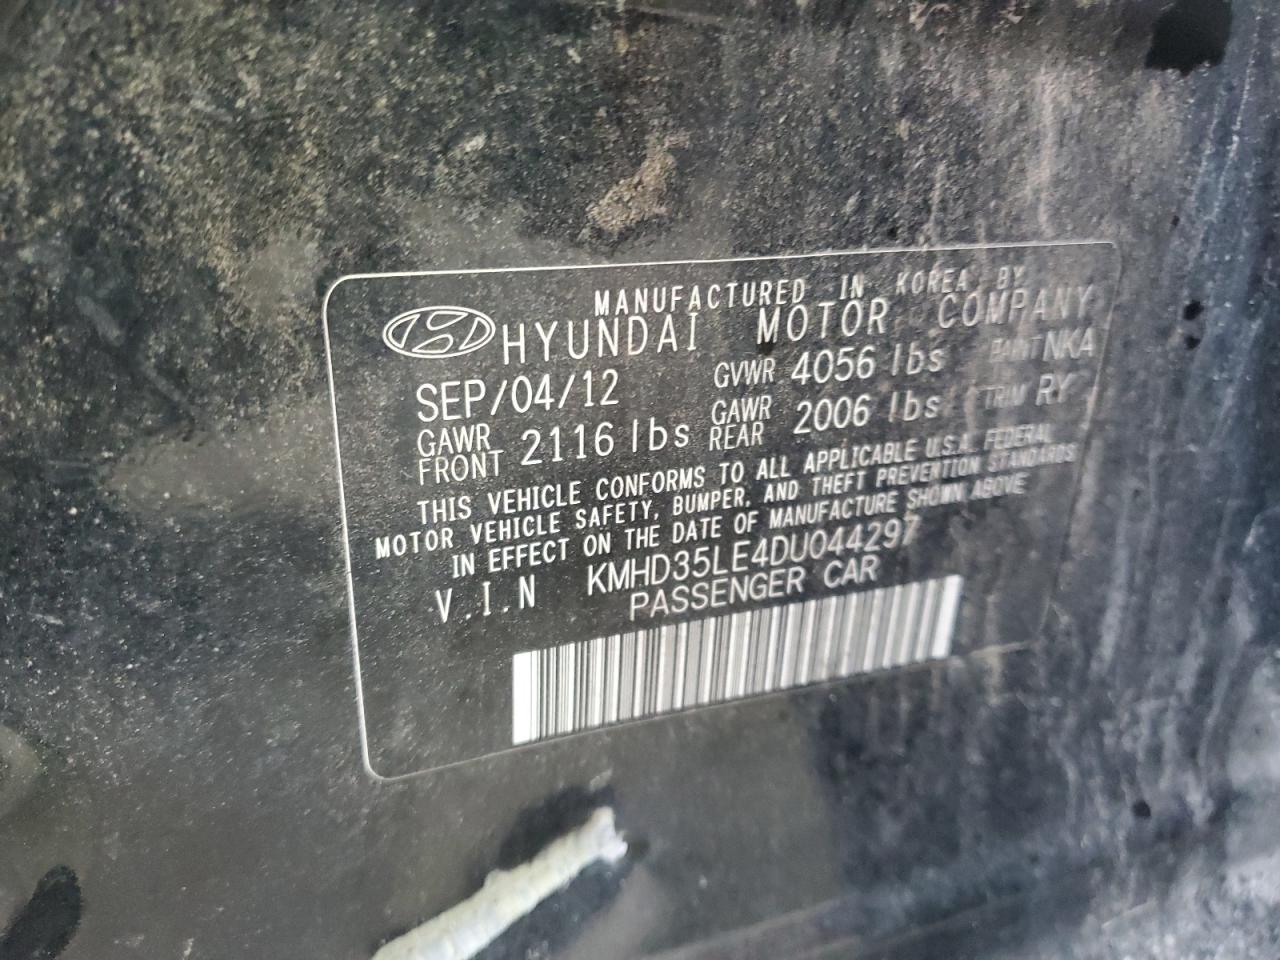 MANUFACTURED IN KOREA BY
HYUNDAI MOTOR COMPANY
SEP/04/12 GVWR 4056 lbs PAINT NKA
GAWR FRONT 2116 lbs GAWR REAR 2006 lbs TRIM RY
THIS VEHICLE CONFORMS TO ALL APPLICABLE U.S.A. FEDERAL
MOTOR VEHICLE SAFETY, BUMPER, AND THEFT PREVENTION STANDARDS
IN EFFECT ON THE DATE OF MANUFACTURE SHOWN ABOVE
V.I.N KMHD35LE4DU044297
PASSENGER CAR